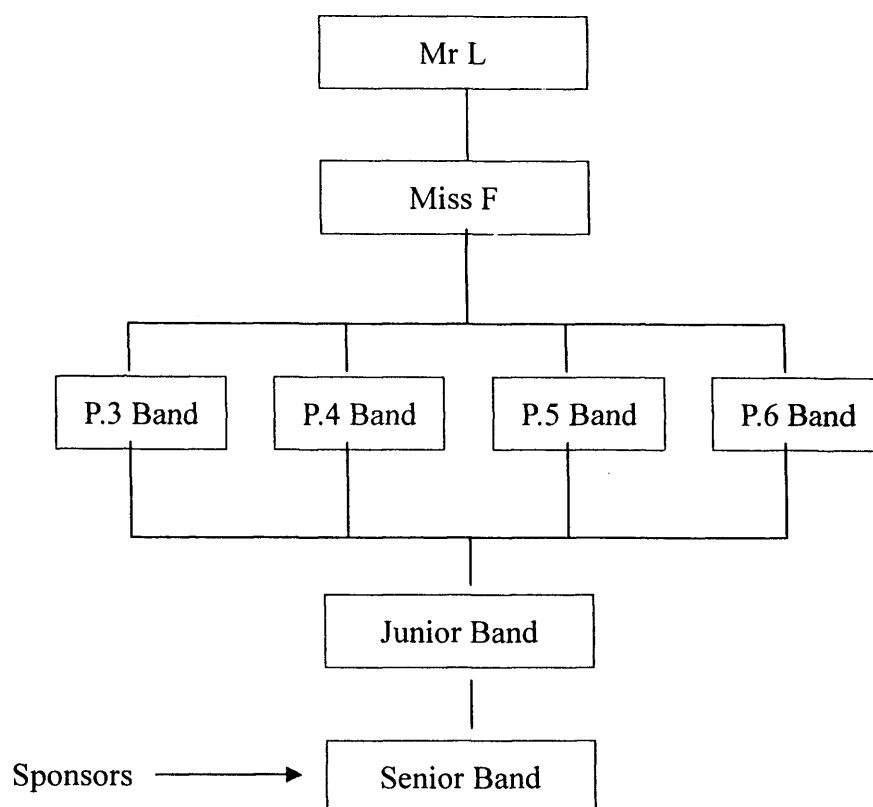 Mr L
Miss F
P.3 Band
P.4 Band
P.5 Band
P.6 Band
Junior Band
Sponsors
Senior Band